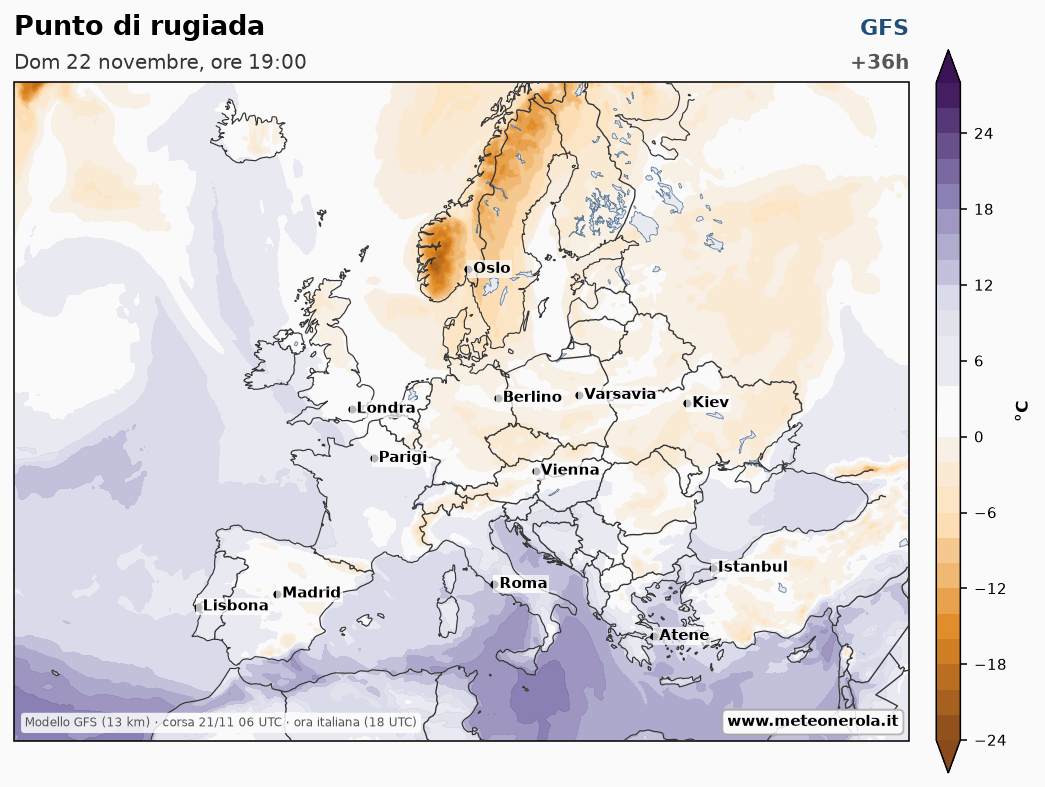 Punto di rugiada
GFS
Dom 22 novembre, ore 19:00
+36h
24
18
12
6
0
−6
−12
−18
−24
°C
Oslo
Berlino
Varsavia
Kiev
Londra
Parigi
Vienna
Istanbul
Roma
Madrid
Lisbona
Atene
Modello GFS (13 km) · corsa 21/11 06 UTC · ora italiana (18 UTC)
www.meteonerola.it